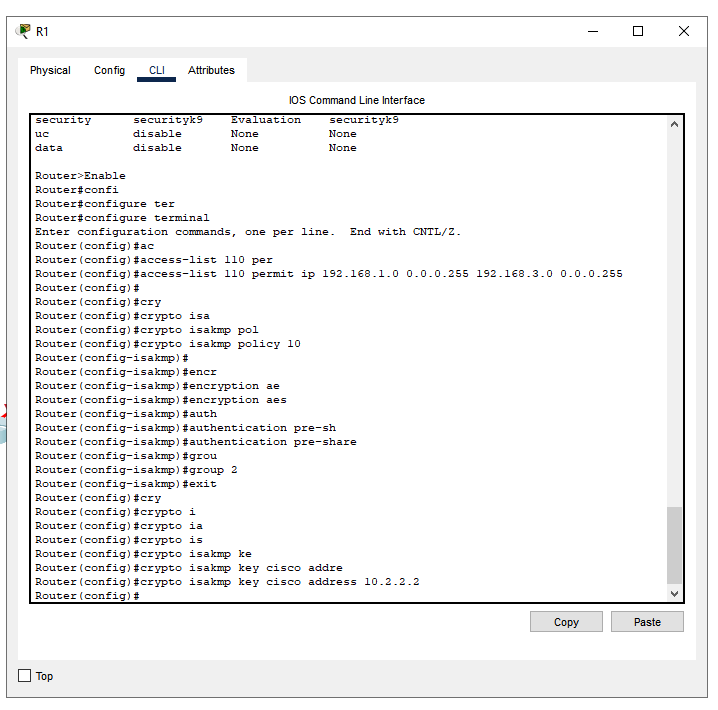 R1
Physical Config CLI Attributes
IOS Command Line Interface
security securityk9 Evaluation securityk9
uc disable None None
data disable None None
Router>Enable
Router#confi
Router#configure ter
Router#configure terminal
Enter configuration commands, one per line. End with CNTL/Z.
Router(config)#ac
Router(config)#access-list 110 per
Router(config)#access-list 110 permit ip 192.168.1.0 0.0.0.255 192.168.3.0 0.0.0.255
Router(config)#
Router(config)#cry
Router(config)#crypto isa
Router(config)#crypto isakmp pol
Router(config)#crypto isakmp policy 10
Router(config-isakmp)#
Router(config-isakmp)#encr
Router(config-isakmp)#encryption ae
Router(config-isakmp)#encryption aes
Router(config-isakmp)#auth
Router(config-isakmp)#authentication pre-sh
Router(config-isakmp)#authentication pre-share
Router(config-isakmp)#grou
Router(config-isakmp)#group 2
Router(config-isakmp)#exit
Router(config)#cry
Router(config)#crypto i
Router(config)#crypto ia
Router(config)#crypto is
Router(config)#crypto isakmp ke
Router(config)#crypto isakmp key cisco addre
Router(config)#crypto isakmp key cisco address 10.2.2.2
Router(config)#
Copy Paste
Top